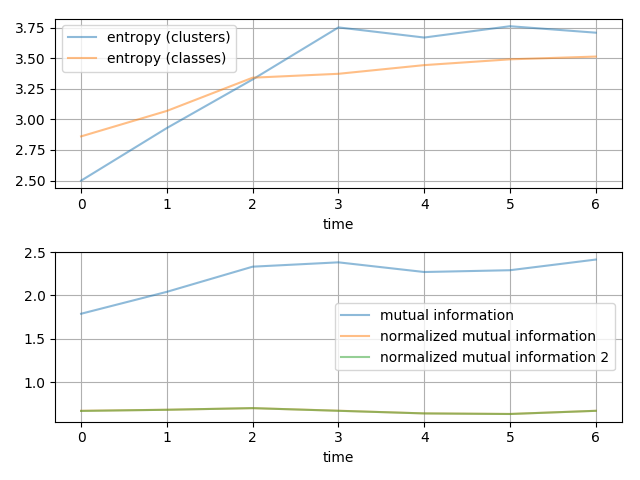 3.75
3.50
3.25
3.00
2.75
2.50
entropy (clusters)
entropy (classes)
0 1 2 3 4 5 6
time
2.5
2.0
1.5
1.0
mutual information
normalized mutual information
normalized mutual information 2
0 1 2 3 4 5 6
time